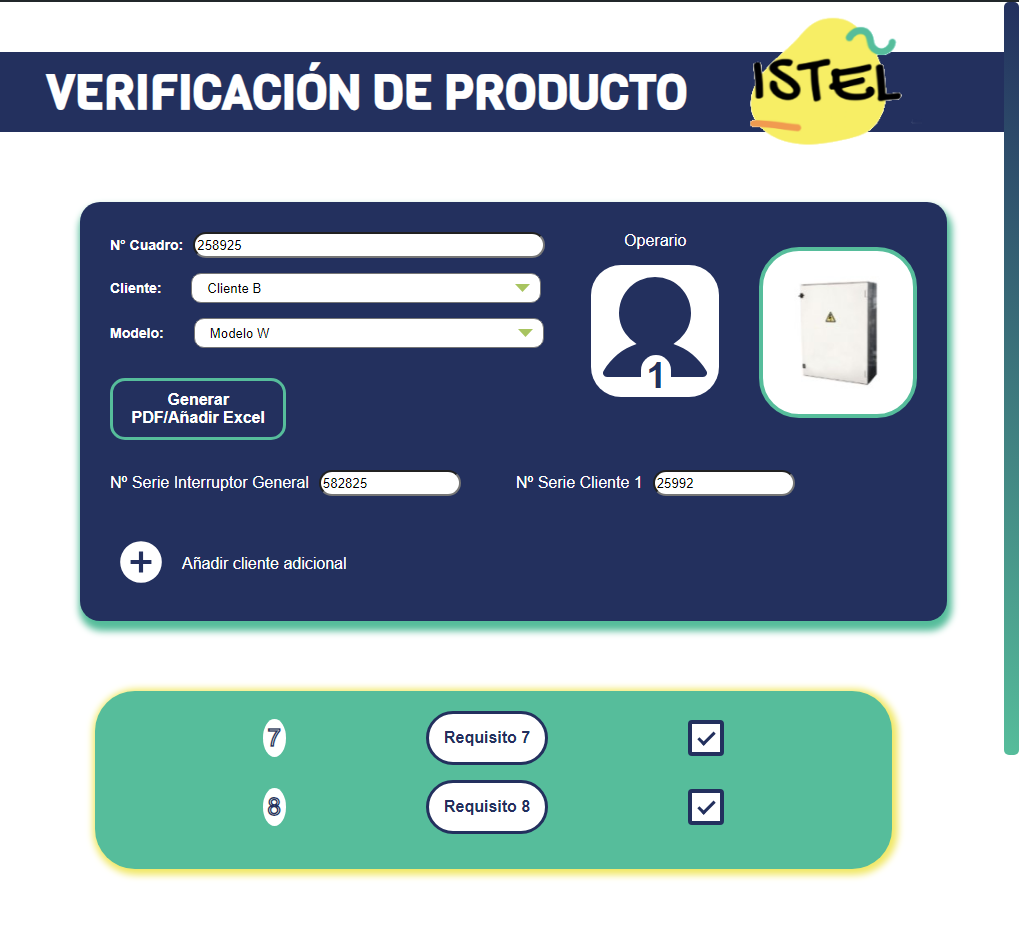 VERIFICACIÓN DE PRODUCTO
ISTEL
Nº Cuadro: 258925
Operario
Cliente: Cliente B
Modelo: Modelo W
1
Generar
PDF/Añadir Excel
Nº Serie Interruptor General 582825
Nº Serie Cliente 1 25992
+ Añadir cliente adicional
7 Requisito 7
8 Requisito 8